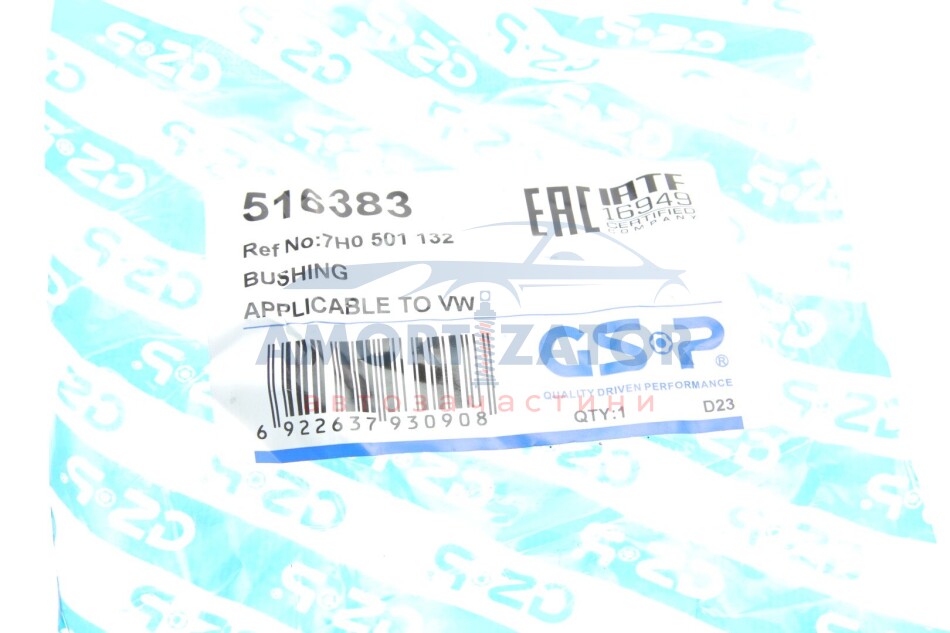 516383
EAC IATF
16949
CERTIFIED
COMPANY
Ref No:7H0 501 132
BUSHING
APPLICABLE TO VW
AMORTIZATOR
автозапчастини
GSP®
QUALITY DRIVEN PERFORMANCE
QTY:1 D23
6 922637 930908